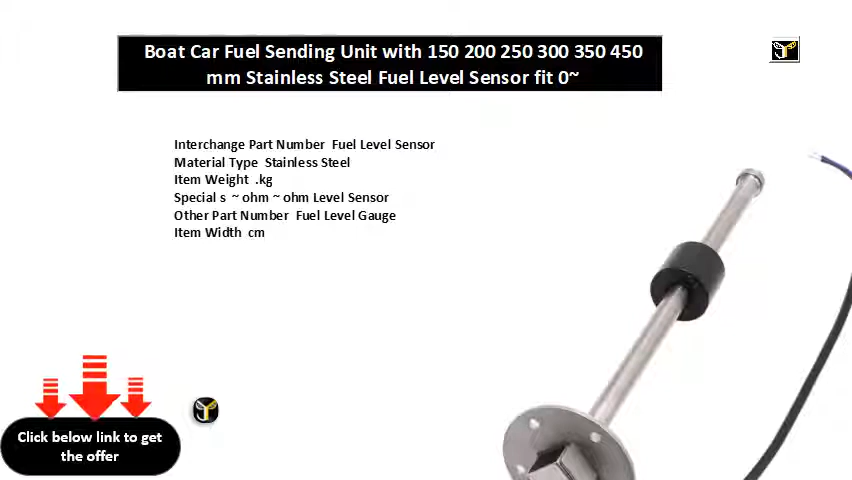 Boat Car Fuel Sending Unit with 150 200 250 300 350 450
mm Stainless Steel Fuel Level Sensor fit 0~
Interchange Part Number  Fuel Level Sensor
Material Type  Stainless Steel
Item Weight  .kg
Special s  ~ ohm ~ ohm Level Sensor
Other Part Number  Fuel Level Gauge
Item Width  cm
Click below link to get
the offer